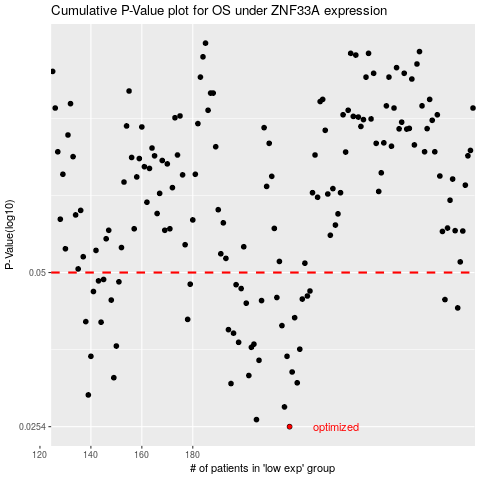 Cumulative P-Value plot for OS under ZNF33A expression
P-Value(log10)
0.05
0.0254
optimized
120 140 160 180
# of patients in 'low exp' group